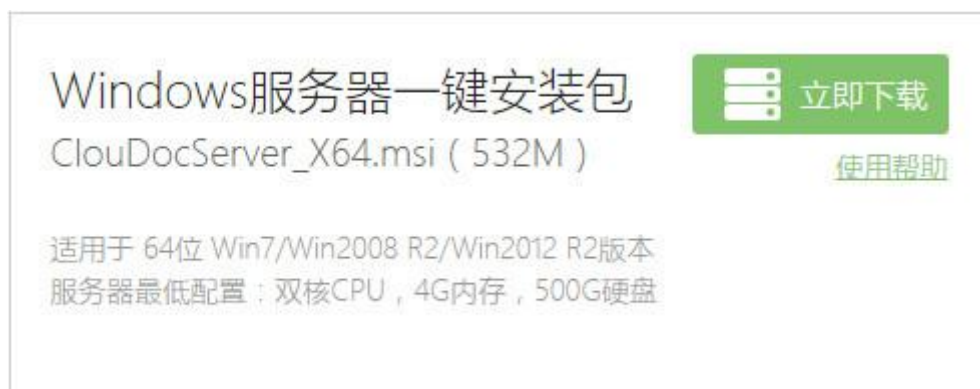 Windows服务器一键安装包
立即下载
ClouDocServer_X64.msi ( 532M )
使用帮助
适用于 64位 Win7/Win2008 R2/Win2012 R2版本
服务器最低配置：双核CPU，4G内存，500G硬盘